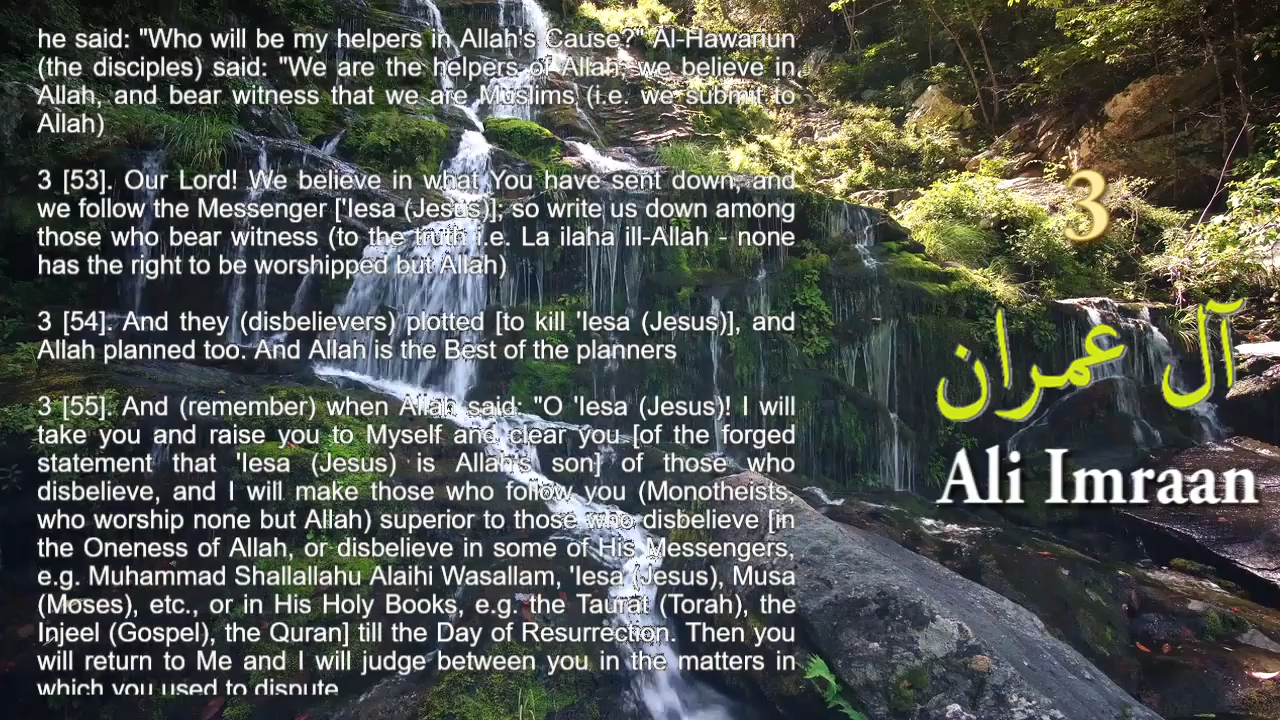 he said: "Who will be my helpers in Allah's Cause?" Al-Hawariun
(the disciples) said: "We are the helpers of Allah; we believe in
Allah, and bear witness that we are Muslims (i.e. we submit to
Allah)
3 [53]. Our Lord! We believe in what You have sent down, and
we follow the Messenger ['Iesa (Jesus)]; so write us down among
those who bear witness (to the truth i.e. La ilaha ill-Allah - none
has the right to be worshipped but Allah)
3 [54]. And they (disbelievers) plotted [to kill 'Iesa (Jesus)], and
Allah planned too. And Allah is the Best of the planners
3 [55]. And (remember) when Allah said: "O 'Iesa (Jesus)! I will
take you and raise you to Myself and clear you [of the forged
statement that 'Iesa (Jesus) is Allah's son] of those who
disbelieve, and I will make those who follow you (Monotheists,
who worship none but Allah) superior to those who disbelieve [in
the Oneness of Allah, or disbelieve in some of His Messengers,
e.g. Muhammad Shallallahu Alaihi Wasallam, 'Iesa (Jesus), Musa
(Moses), etc., or in His Holy Books, e.g. the Taurat (Torah), the
Injeel (Gospel), the Quran] till the Day of Resurrection. Then you
will return to Me and I will judge between you in the matters in
which you used to dispute
3
آل عمران
Ali Imraan